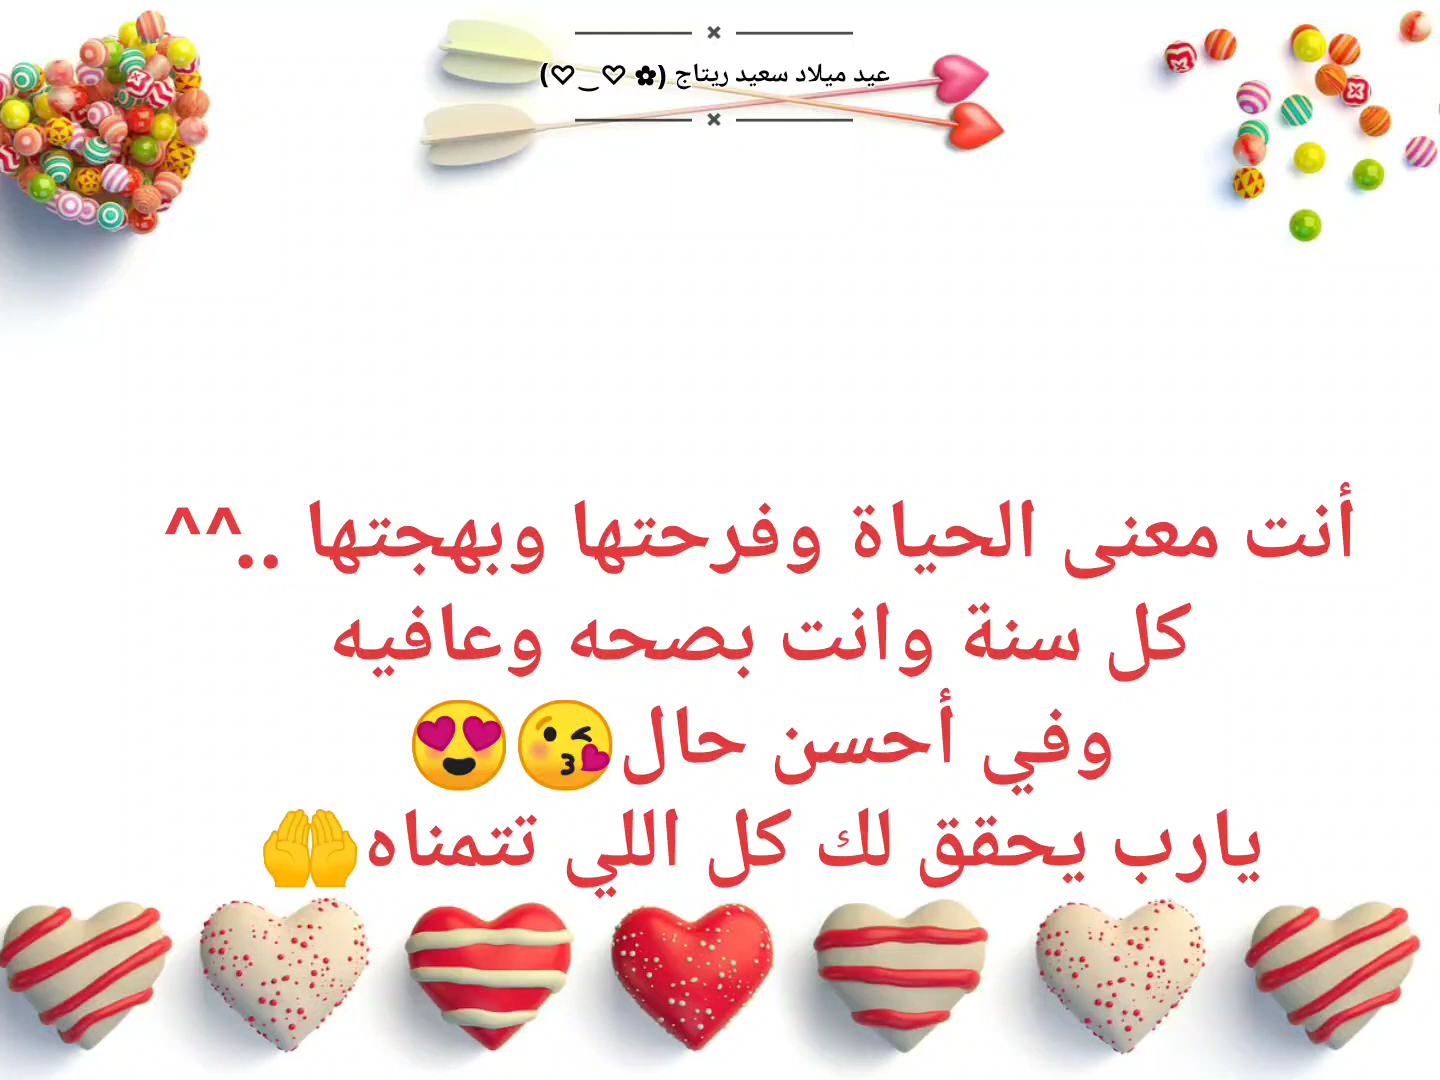 عيد ميلاد سعيد ريتاج (✿ ♡‿♡)
أنت معنى الحياة وفرحتها وبهجتها ..^^
كل سنة وانت بصحه وعافيه
وفي أحسن حال😘😍
يارب يحقق لك كل اللي تتمناه🤲